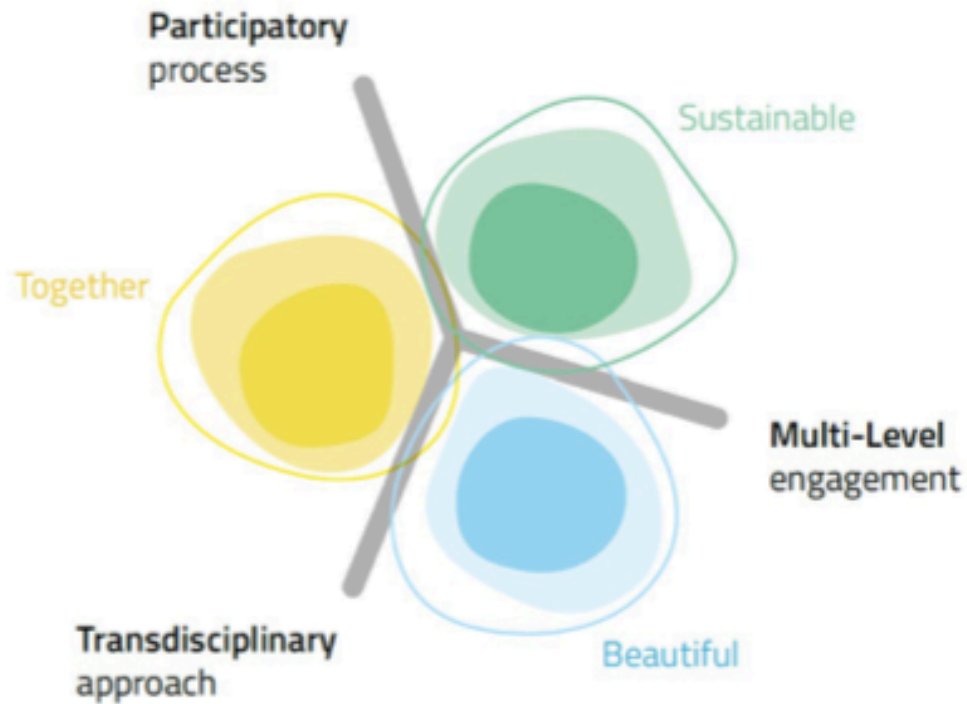 Participatory
process
Sustainable
Together
Multi-Level
engagement
Transdisciplinary
approach
Beautiful